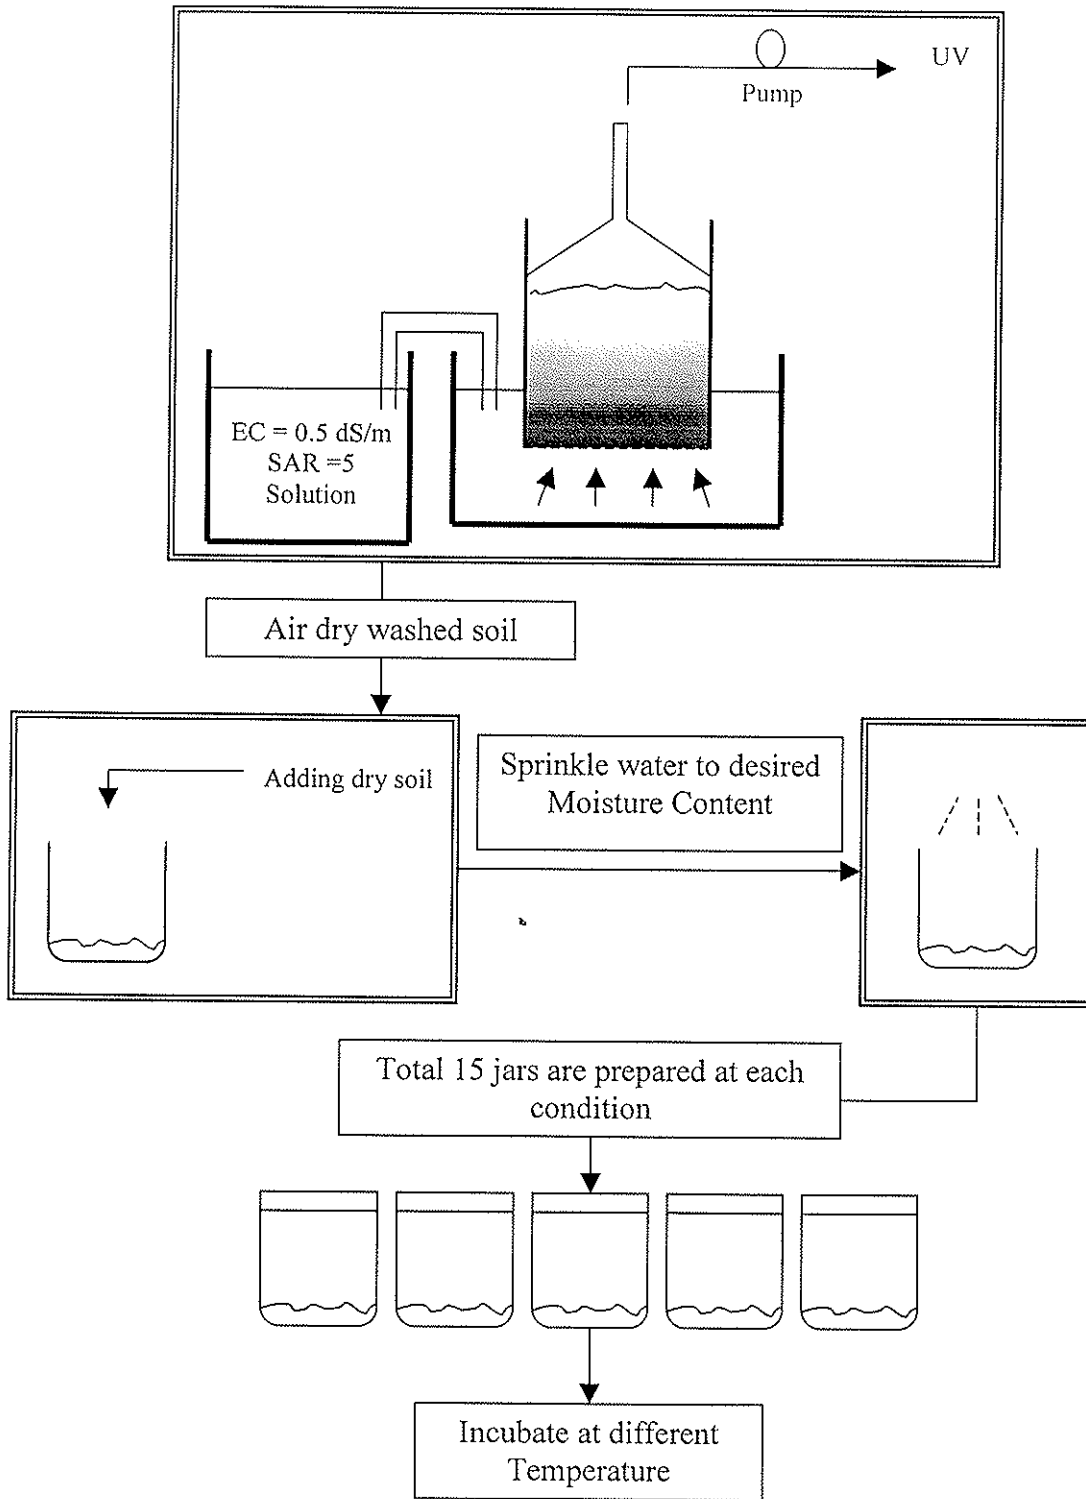 UV
Pump
EC = 0.5 dS/m
SAR =5
Solution
Air dry washed soil
Adding dry soil
Sprinkle water to desired
Moisture Content
Total 15 jars are prepared at each
condition
Incubate at different
Temperature